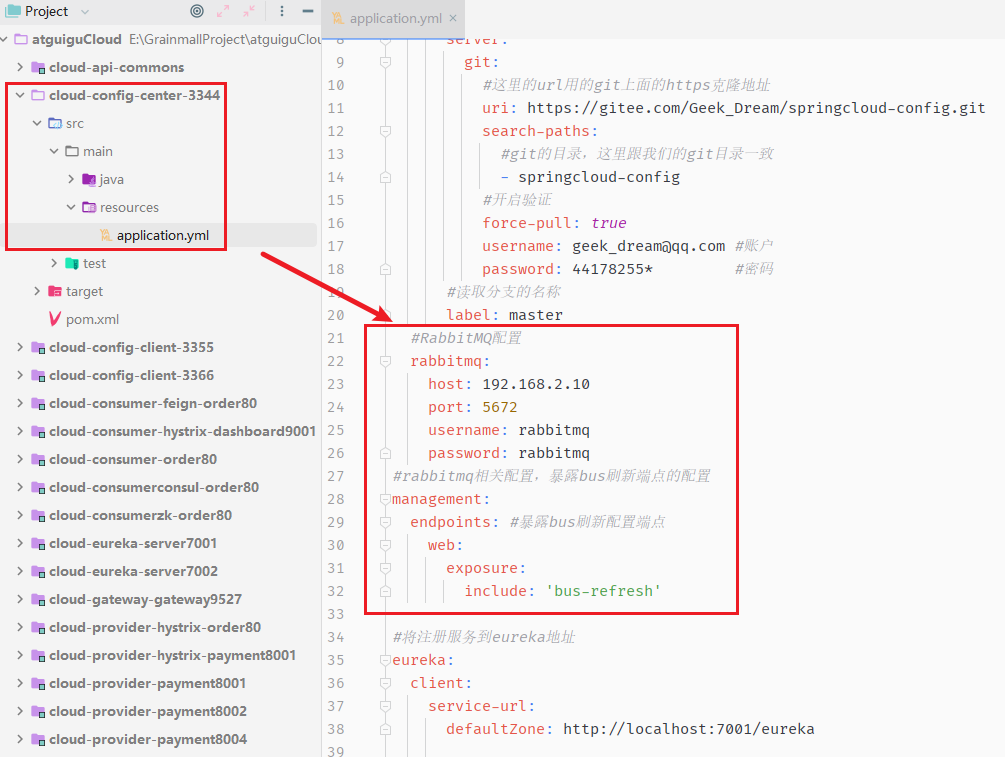 Project
atguiguCloud E:\GrainmallProject\atguiguClou
cloud-api-commons
cloud-config-center-3344
src
main
java
resources
application.yml
test
target
pom.xml
cloud-config-client-3355
cloud-config-client-3366
cloud-consumer-feign-order80
cloud-consumer-hystrix-dashboard9001
cloud-consumer-order80
cloud-consumerconsul-order80
cloud-consumerzk-order80
cloud-eureka-server7001
cloud-eureka-server7002
cloud-gateway-gateway9527
cloud-provider-hystrix-order80
cloud-provider-hystrix-payment8001
cloud-provider-payment8001
cloud-provider-payment8002
cloud-provider-payment8004
application.yml
8 server:
9 git:
10 #这里的url用的git上面的https克隆地址
11 uri: https://gitee.com/Geek_Dream/springcloud-config.git
12 search-paths:
13 #git的目录，这里跟我们的git目录一致
14 - springcloud-config
15 #开启验证
16 force-pull: true
17 username: geek_dream@qq.com #账户
18 password: 44178255* #密码
19 #读取分支的名称
20 label: master
21 #RabbitMQ配置
22 rabbitmq:
23 host: 192.168.2.10
24 port: 5672
25 username: rabbitmq
26 password: rabbitmq
27 #rabbitmq相关配置，暴露bus刷新端点的配置
28 management:
29 endpoints: #暴露bus刷新配置端点
30 web:
31 exposure:
32 include: 'bus-refresh'
33
34 #将注册服务到eureka地址
35 eureka:
36 client:
37 service-url:
38 defaultZone: http://localhost:7001/eureka
39